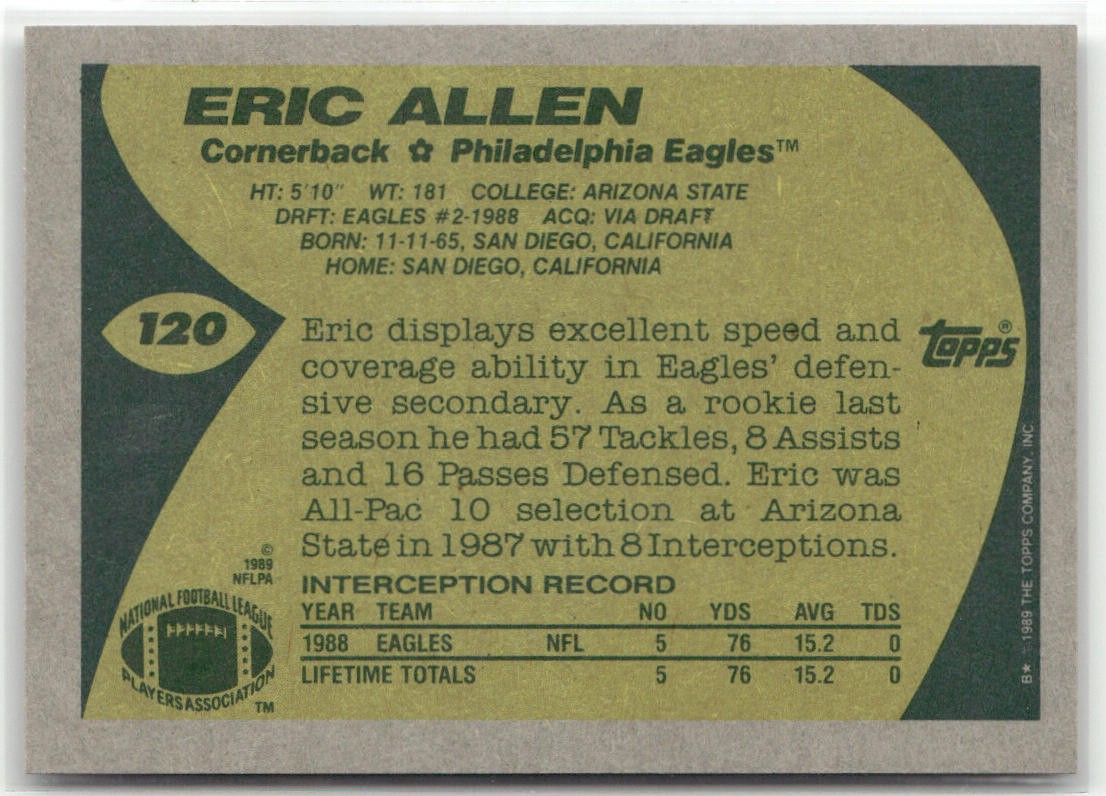 ERIC ALLEN
Cornerback ✿ Philadelphia Eagles™
HT: 5'10" WT: 181 COLLEGE: ARIZONA STATE
DRFT: EAGLES #2-1988 ACQ: VIA DRAFT
BORN: 11-11-65, SAN DIEGO, CALIFORNIA
HOME: SAN DIEGO, CALIFORNIA
120
Eric displays excellent speed and
coverage ability in Eagles' defen-
sive secondary. As a rookie last
season he had 57 Tackles, 8 Assists
and 16 Passes Defensed. Eric was
All-Pac 10 selection at Arizona
State in 1987 with 8 Interceptions.
topps®
INTERCEPTION RECORD
YEAR TEAM NO YDS AVG TDS
1988 EAGLES NFL 5 76 15.2 0
LIFETIME TOTALS 5 76 15.2 0
©
1989
NFLPA
NATIONAL FOOTBALL LEAGUE
PLAYERS ASSOCIATION
TM
B* ©1989 THE TOPPS COMPANY, INC.